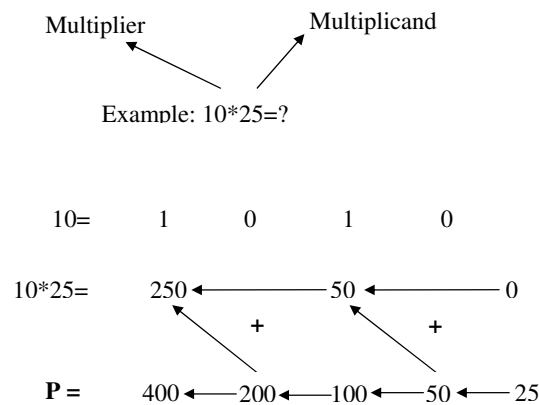 Multiplier Multiplicand
Example: 10*25=?
10= 1 0 1 0
10*25= 250 50 0
+ +
P = 400 200 100 50 25